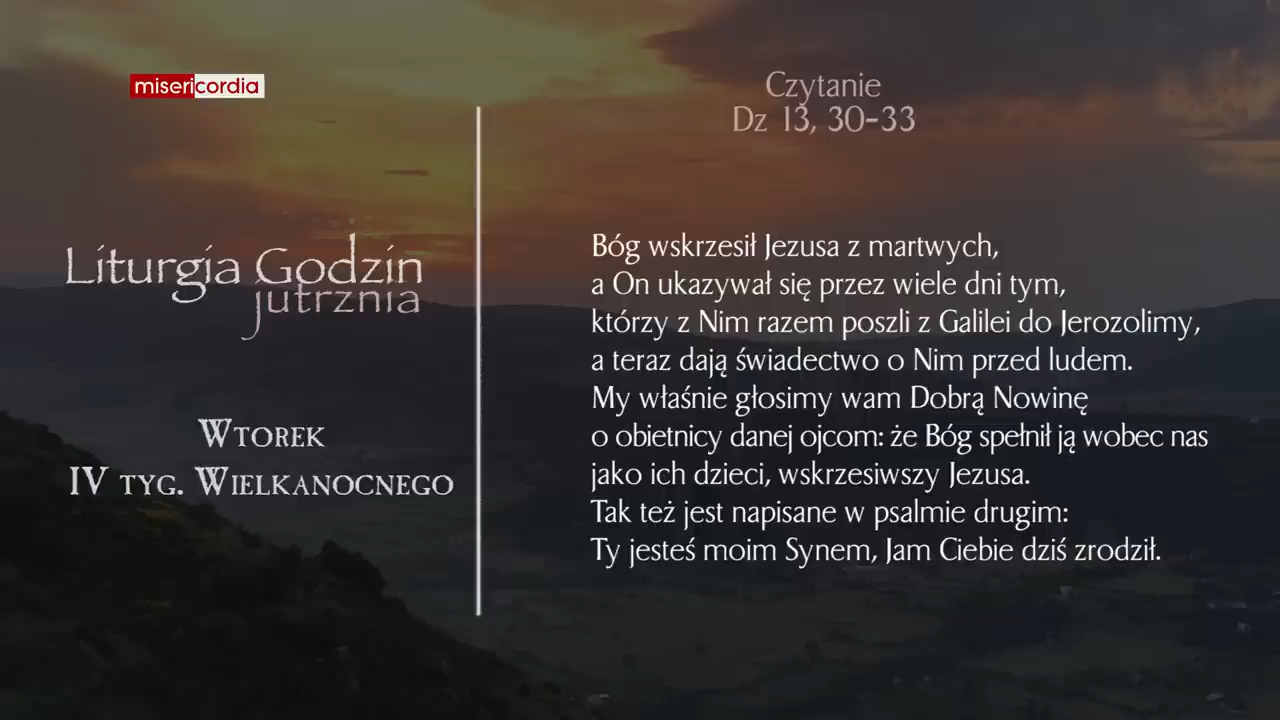 misericordia
Liturgia Godzin
jutrznia
Wtorek
IV tyg. Wielkanocnego
Czytanie
Dz 13, 30-33
Bóg wskrzesił Jezusa z martwych,
a On ukazywał się przez wiele dni tym,
którzy z Nim razem poszli z Galilei do Jerozolimy,
a teraz dają świadectwo o Nim przed ludem.
My właśnie głosimy wam Dobrą Nowinę
o obietnicy danej ojcom: że Bóg spełnił ją wobec nas
jako ich dzieci, wskrzesiwszy Jezusa.
Tak też jest napisane w psalmie drugim:
Ty jesteś moim Synem, Jam Ciebie dziś zrodził.